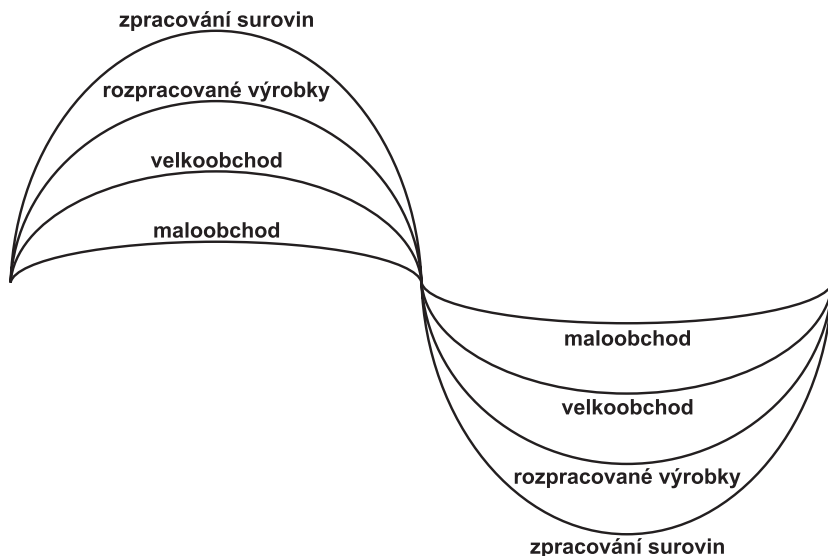 zpracování surovin
rozpracované výrobky
velkoobchod
maloobchod
maloobchod
velkoobchod
rozpracované výrobky
zpracování surovin